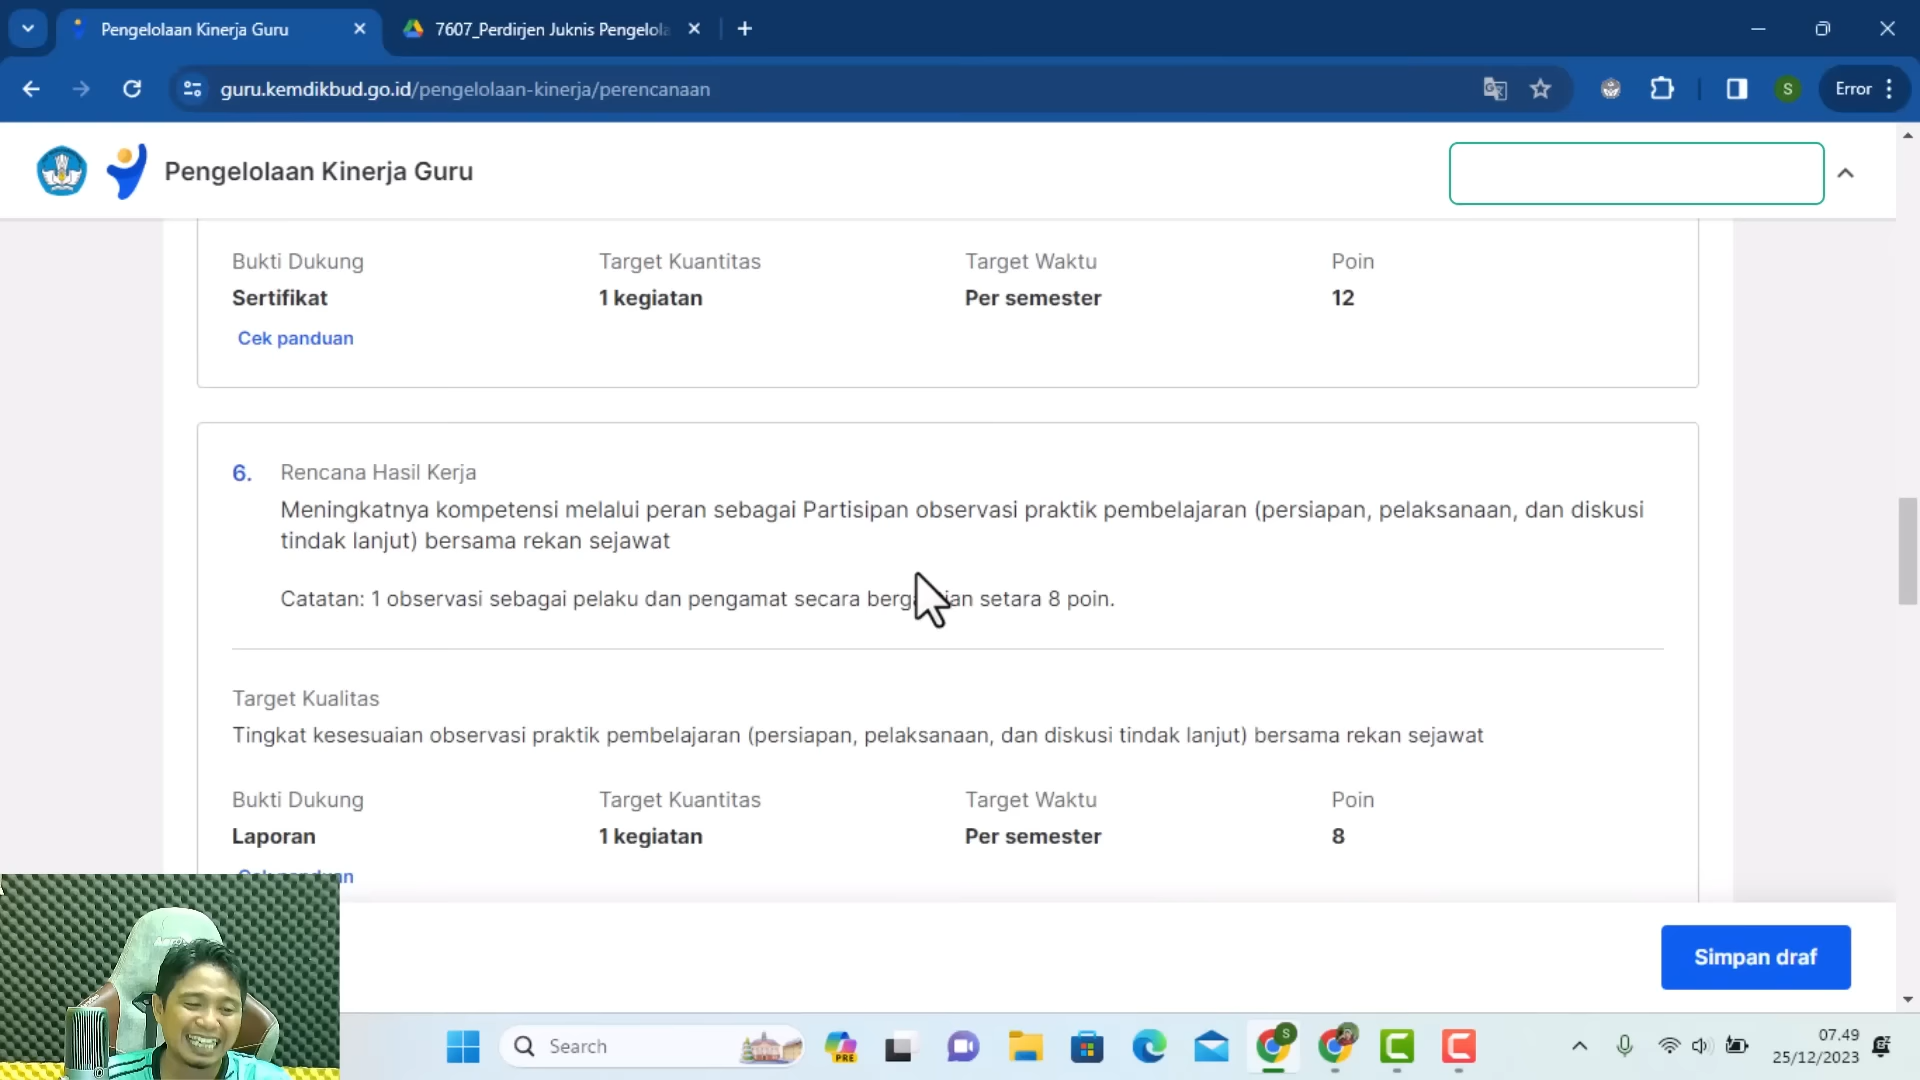 Pengelolaan Kinerja Guru
7607_Perdirjen Juknis Pengelola
guru.kemdikbud.go.id/pengelolaan-kinerja/perencanaan
S
Error
Pengelolaan Kinerja Guru
Bukti Dukung Target Kuantitas Target Waktu Poin
Sertifikat 1 kegiatan Per semester 12
Cek panduan
6. Rencana Hasil Kerja
Meningkatnya kompetensi melalui peran sebagai Partisipan observasi praktik pembelajaran (persiapan, pelaksanaan, dan diskusi
tindak lanjut) bersama rekan sejawat
Catatan: 1 observasi sebagai pelaku dan pengamat secara setara 8 poin.
Target Kualitas
Tingkat kesesuaian observasi praktik pembelajaran (persiapan, pelaksanaan, dan diskusi tindak lanjut) bersama rekan sejawat
Bukti Dukung Target Kuantitas Target Waktu Poin
Laporan 1 kegiatan Per semester 8
Simpan draf
Search
PRE
S
07.49
25/12/2023